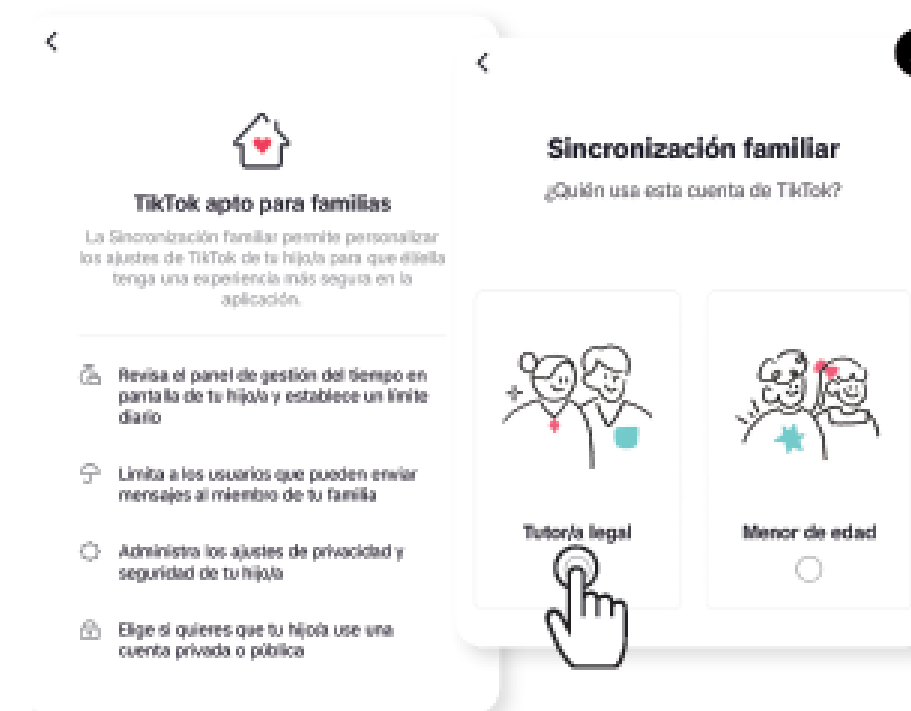 TikTok apto para familias
La Sincronización familiar permite personalizar
los ajustes de TikTok de tu hijo/a para que él/ella
tenga una experiencia más segura en la
aplicación.
Revisa el panel de gestión del tiempo en
pantalla de tu hijo/a y establece un límite
diario
Limita a los usuarios que pueden enviar
mensajes al miembro de tu familia
Administra los ajustes de privacidad y
seguridad de tu hijo/a
Elige si quieres que tu hijo/a use una
cuenta privada o pública
Sincronización familiar
¿Quién usa esta cuenta de TikTok?
Tutor/a legal
Menor de edad